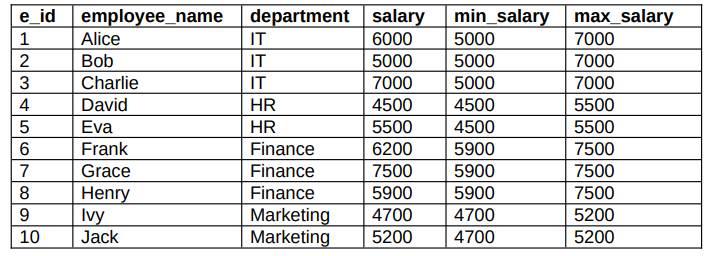 e_id employee_name department salary min_salary max_salary
1 Alice IT 6000 5000 7000
2 Bob IT 5000 5000 7000
3 Charlie IT 7000 5000 7000
4 David HR 4500 4500 5500
5 Eva HR 5500 4500 5500
6 Frank Finance 6200 5900 7500
7 Grace Finance 7500 5900 7500
8 Henry Finance 5900 5900 7500
9 Ivy Marketing 4700 4700 5200
10 Jack Marketing 5200 4700 5200